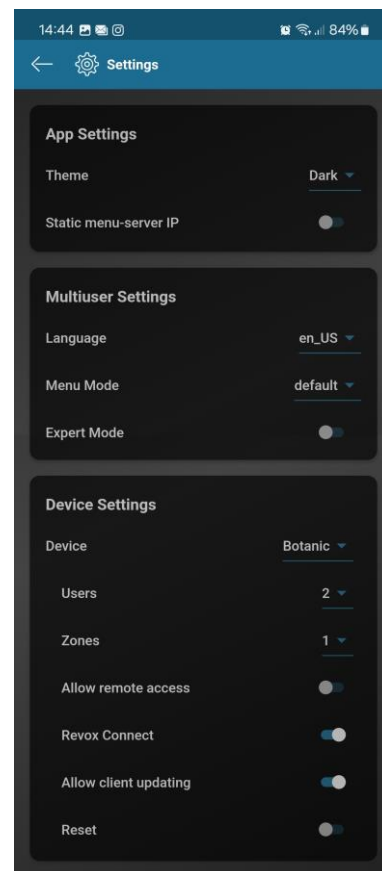 14:44 84%
Settings
App Settings
Theme Dark
Static menu-server IP
Multiuser Settings
Language en_US
Menu Mode default
Expert Mode
Device Settings
Device Botanic
Users 2
Zones 1
Allow remote access
Revox Connect
Allow client updating
Reset